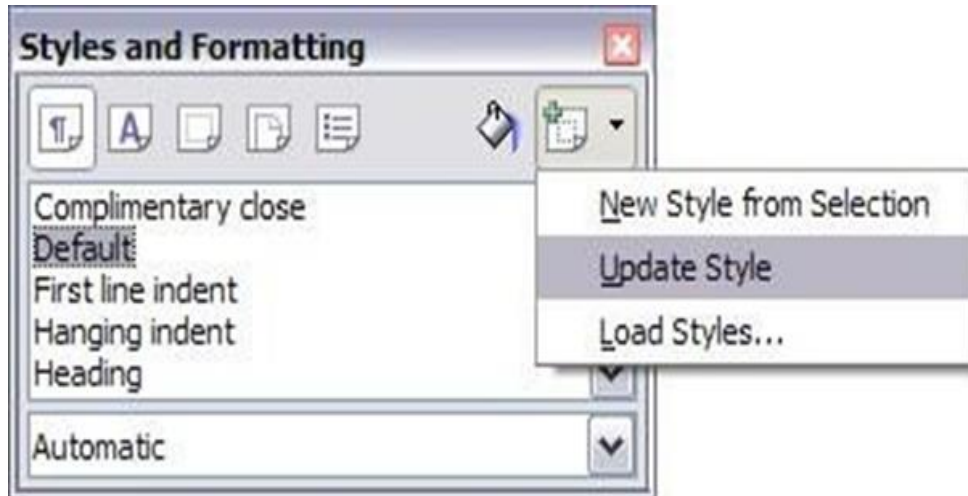 Styles and Formatting
Complimentary close
Default
First line indent
Hanging indent
Heading
Automatic
New Style from Selection
Update Style
Load Styles...